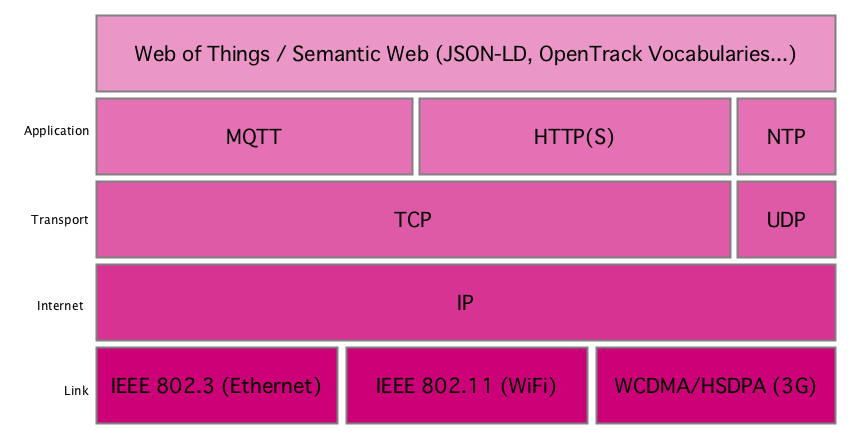 Web of Things / Semantic Web (JSON-LD, OpenTrack Vocabularies...)
Application
MQTT
HTTP(S)
NTP
Transport
TCP
UDP
Internet
IP
Link
IEEE 802.3 (Ethernet)
IEEE 802.11 (WiFi)
WCDMA/HSDPA (3G)